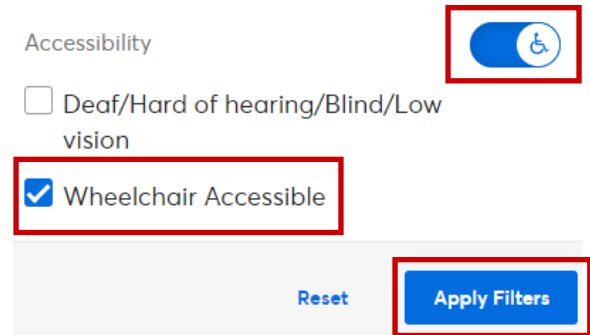 Accessibility
Deaf/Hard of hearing/Blind/Low
vision
Wheelchair Accessible
Reset
Apply Filters